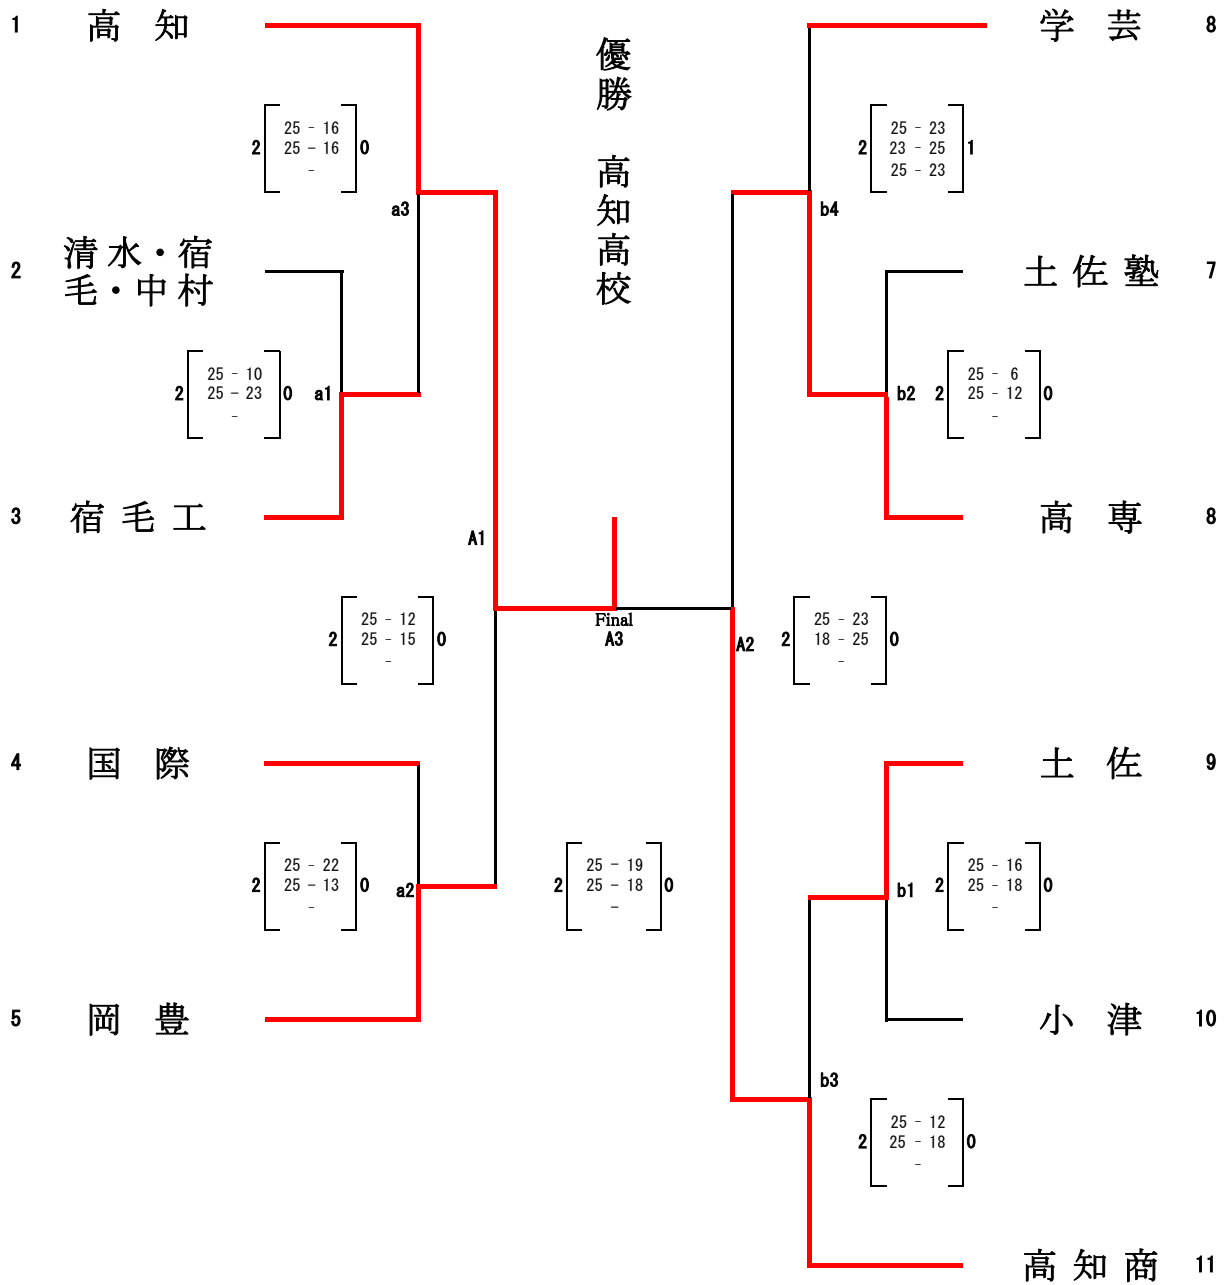 1 高 知
優勝 高知高校
学 芸 8
2 25 - 16 0
25 - 16
-
a3
2 25 - 23 1
23 - 25
25 - 23
b4
2 清水・宿
毛・中村
土佐塾 7
2 25 - 10 0 a1
25 - 23
-
b2 2 25 - 6 0
25 - 12
-
3 宿毛工
高 専 8
A1
2 25 - 12 0
25 - 15
-
Final
A3
A2
2 25 - 23 0
18 - 25
-
4 国 際
土 佐 9
2 25 - 22 0 a2
25 - 13
-
2 25 - 19 0
25 - 18
-
b1 2 25 - 16 0
25 - 18
-
5 岡 豊
小 津 10
b3
2 25 - 12 0
25 - 18
-
高知商 11